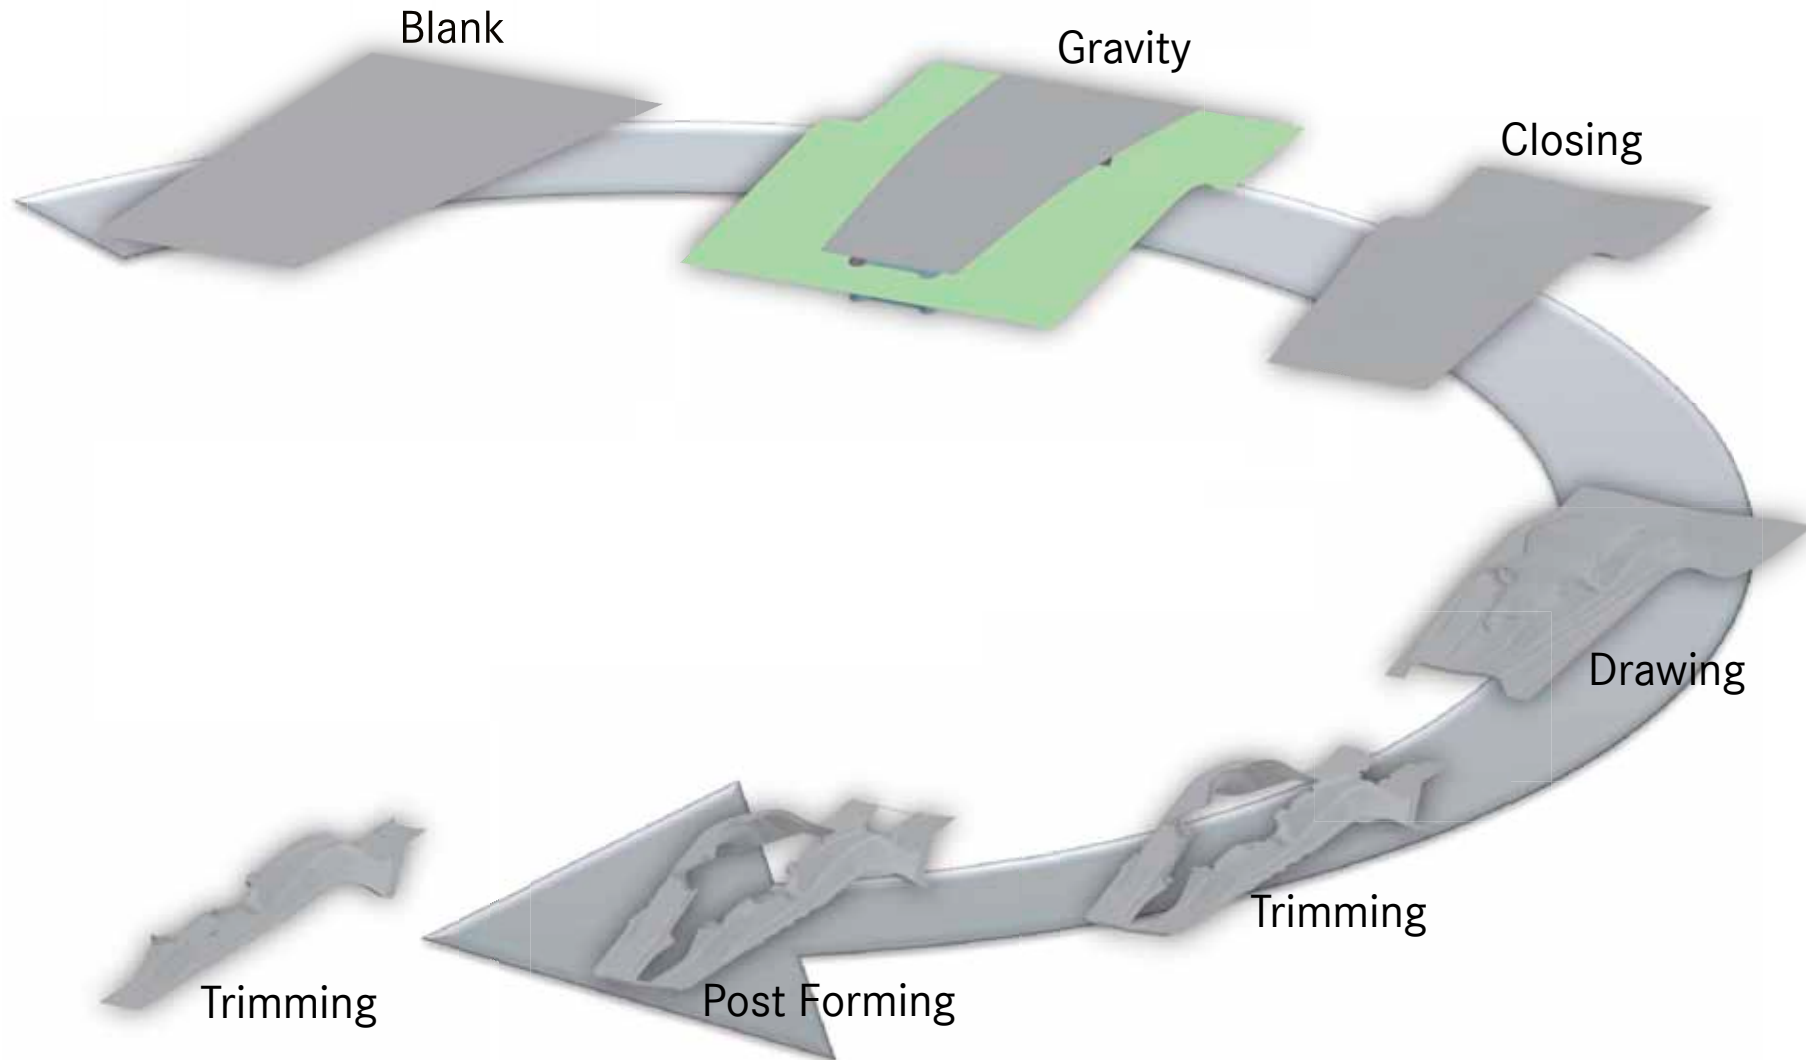 Blank
Gravity
Closing
Drawing
Trimming
Post Forming
Trimming